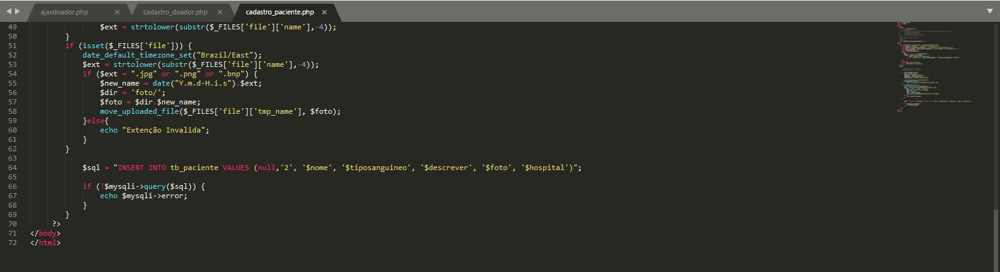 ajaxdoador.php × cadastro_doador.php × cadastro_paciente.php ×
49 $ext = strtolower(substr($_FILES['file']['name'],-4));
50 }
51 if (isset($_FILES['file'])) {
52 date_default_timezone_set("Brazil/East");
53 $ext = strtolower(substr($_FILES['file']['name'],-4));
54 if ($ext = ".jpg" or ".png" or ".bnp") {
55 $new_name = date("Y.m.d-H.i.s").$ext;
56 $dir = 'foto/';
57 $foto = $dir.$new_name;
58 move_uploaded_file($_FILES['file']['tmp_name'], $foto);
59 }else{
60 echo "Extenção Invalida";
61 }
62 }
63
64 $sql = "INSERT INTO tb_paciente VALUES (null,'2', '$nome', '$tiposanguineo', '$descrever', '$foto', '$hospital')";
65
66 if (!$mysqli->query($sql)) {
67 echo $mysqli->error;
68 }
69 }
70 ?>
71 </body>
72 </html>